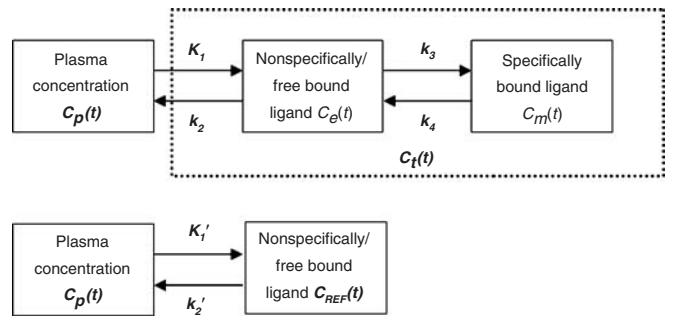 Plasma
concentration
Cp(t)
K1
k2
Nonspecifically/
free bound
ligand Ce(t)
k3
k4
Specifically
bound ligand
Cm(t)
Ct(t)
Plasma
concentration
Cp(t)
K1′
k2′
Nonspecifically/
free bound
ligand CREF(t)